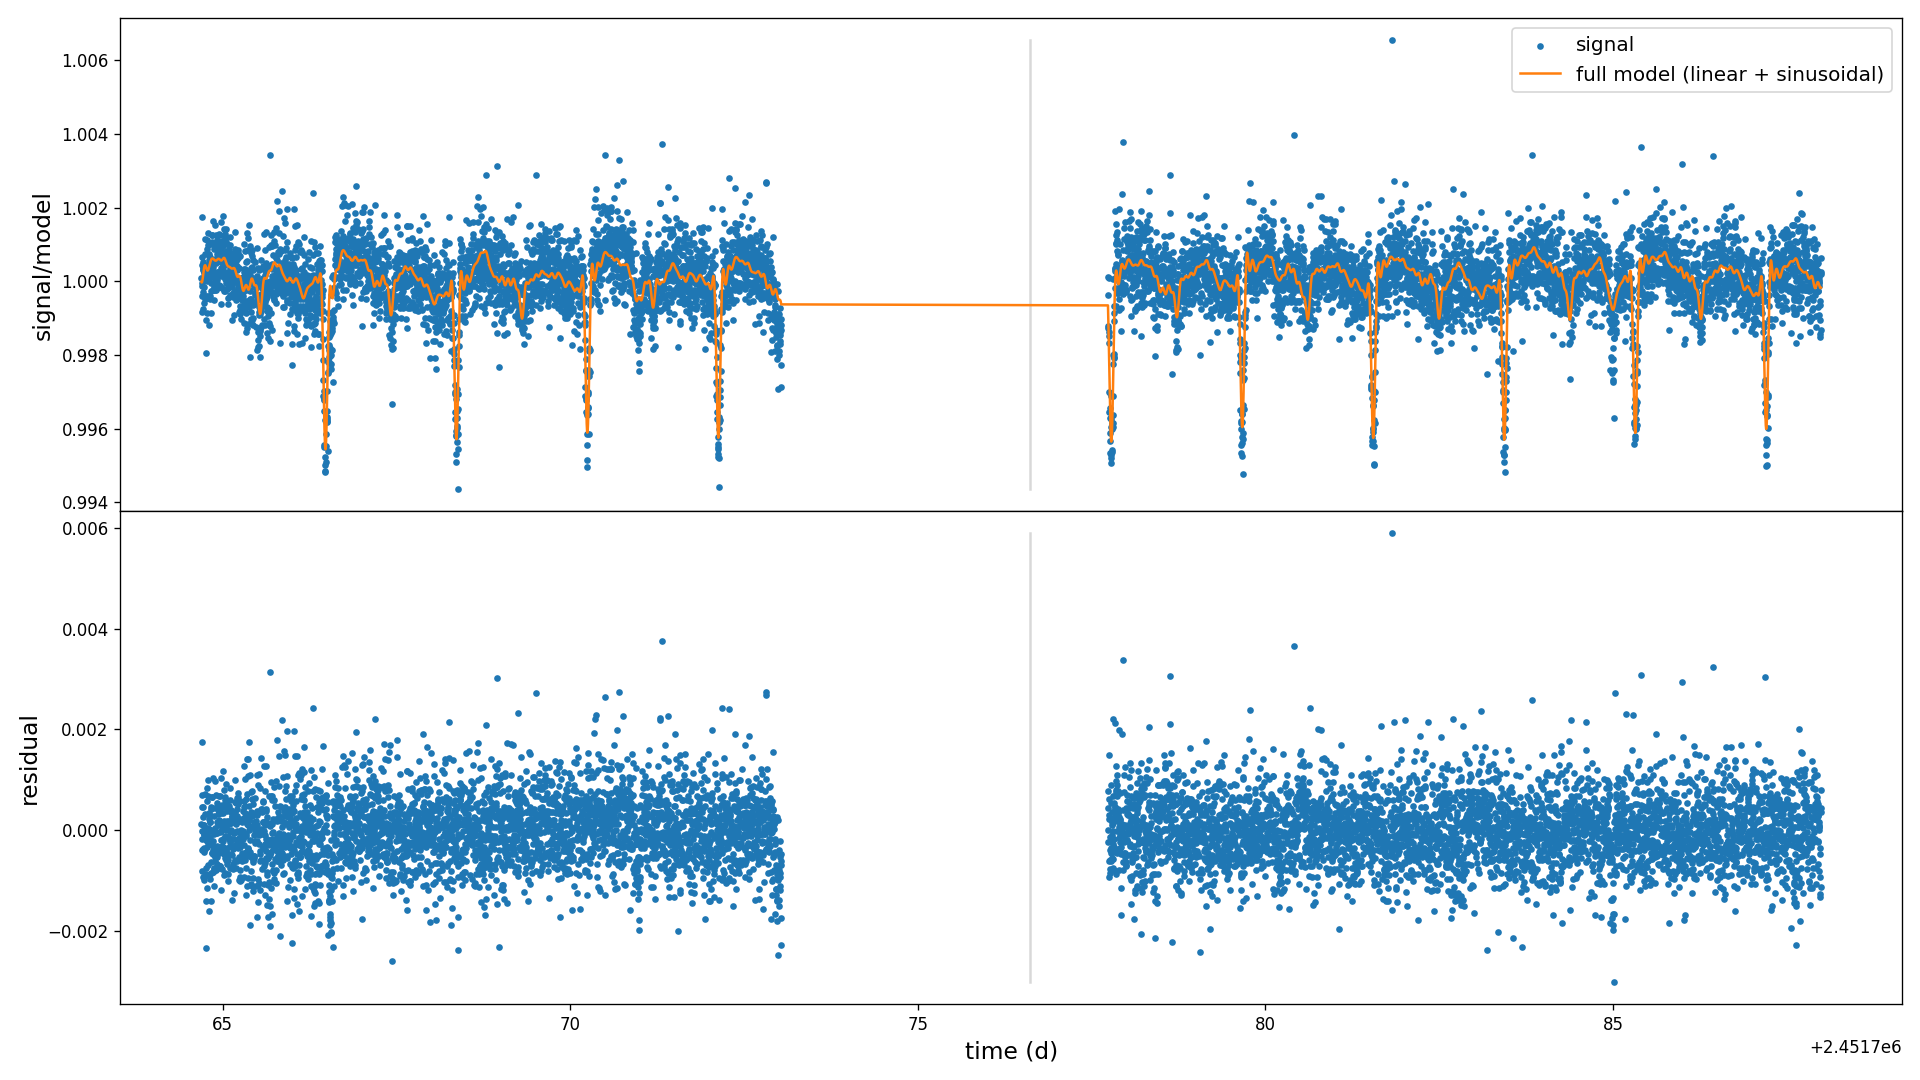 signal
full model (linear + sinusoidal)
1.006
1.004
1.002
1.000
0.998
0.996
0.994
signal/model
0.006
0.004
0.002
0.000
−0.002
residual
65
70
75
80
85
time (d)
+2.4517e6